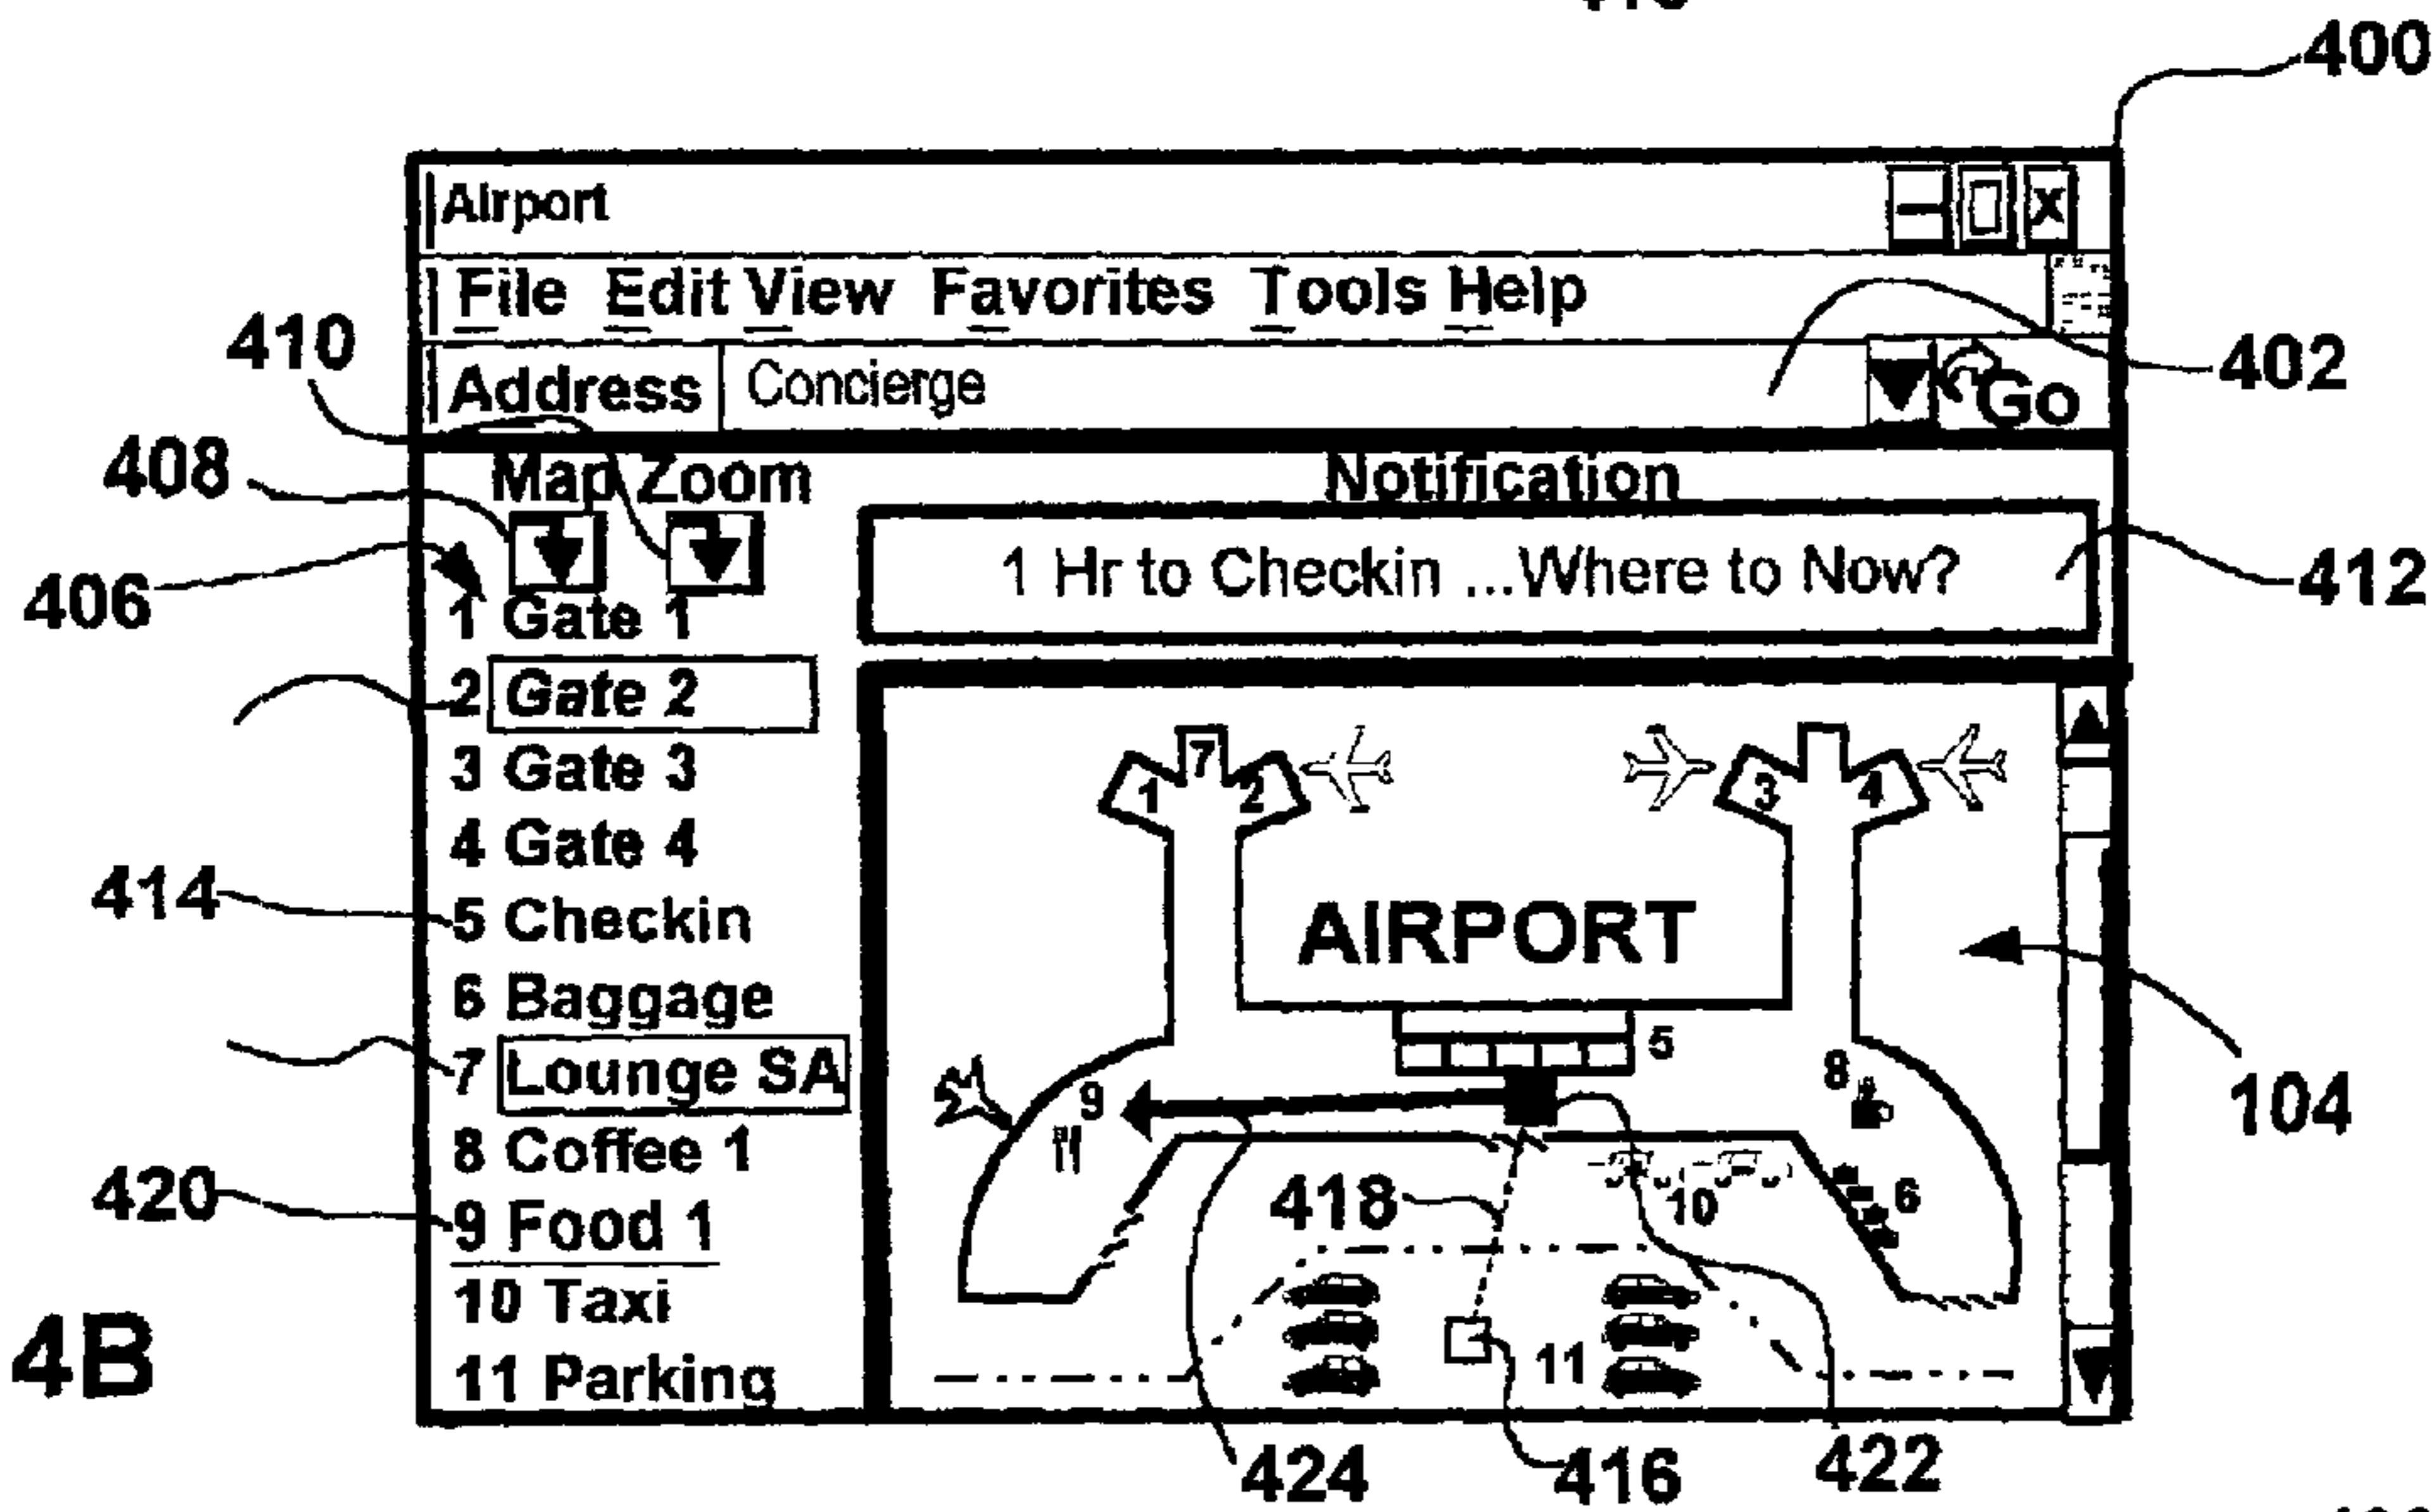 400
Airport
File Edit View Favorites Tools Help
410
402
Address Concierge Go
408
Map Zoom Notification
406
1 Hr to Checkin ...Where to Now?
412
1 Gate 1
2 Gate 2
3 Gate 3
4 Gate 4
414
5 Checkin
6 Baggage
7 Lounge SA
8 Coffee 1
420
9 Food 1
10 Taxi
11 Parking
4B
7
1 2 3 4
AIRPORT
5
104
9 8
418
10 6
11
424 416 422